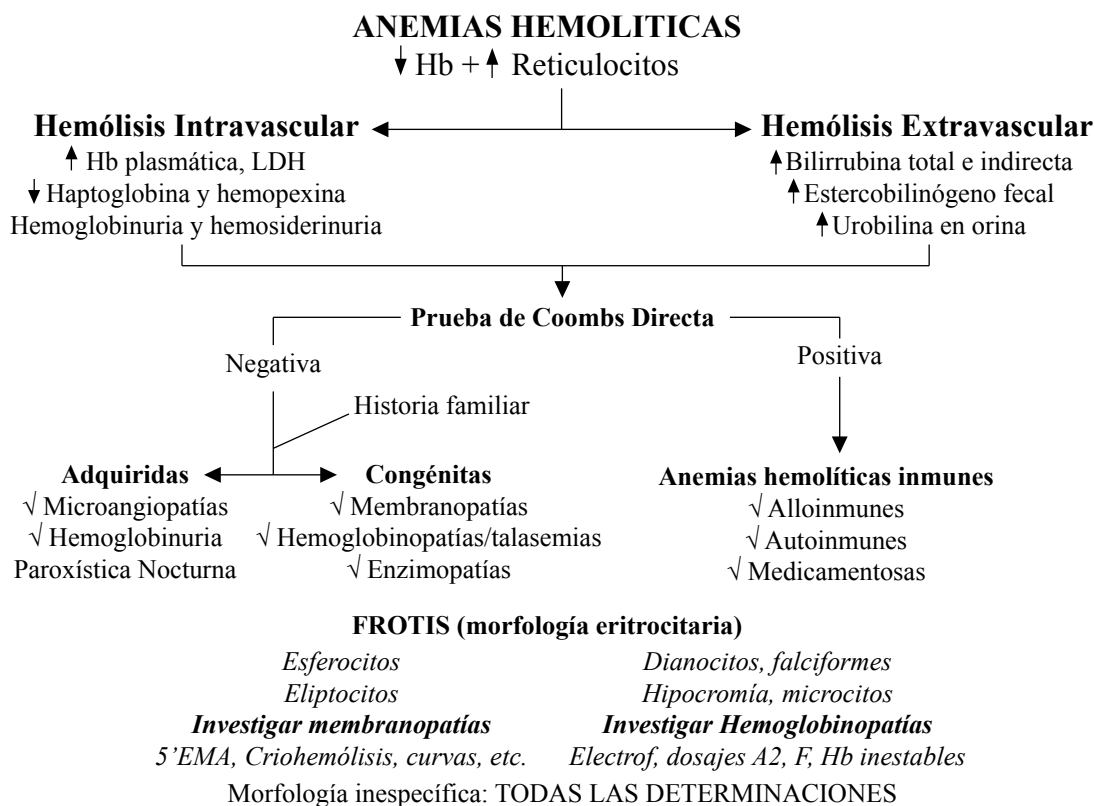 ANEMIAS HEMOLITICAS
Hb + Reticulocitos
Hemólisis Intravascular
Hb plasmática, LDH
Haptoglobina y hemopexina
Hemoglobinuria y hemosiderinuria
Hemólisis Extravascular
Bilirrubina total e indirecta
Estercobilinógeno fecal
Urobilina en orina
Prueba de Coombs Directa
Negativa
Positiva
Historia familiar
Adquiridas
√ Microangiopatías
√ Hemoglobinuria
Paroxística Nocturna
Congénitas
√ Membranopatías
√ Hemoglobinopatías/talasemias
√ Enzimopatías
Anemias hemolíticas inmunes
√ Alloinmunes
√ Autoinmunes
√ Medicamentosas
FROTIS (morfología eritrocitaria)
Esferocitos
Eliptocitos
Investigar membranopatías
5’EMA, Criohemólisis, curvas, etc.
Dianocitos, falciformes
Hipocromía, microcitos
Investigar Hemoglobinopatías
Electrof, dosajes A2, F, Hb inestables
Morfología inespecífica: TODAS LAS DETERMINACIONES